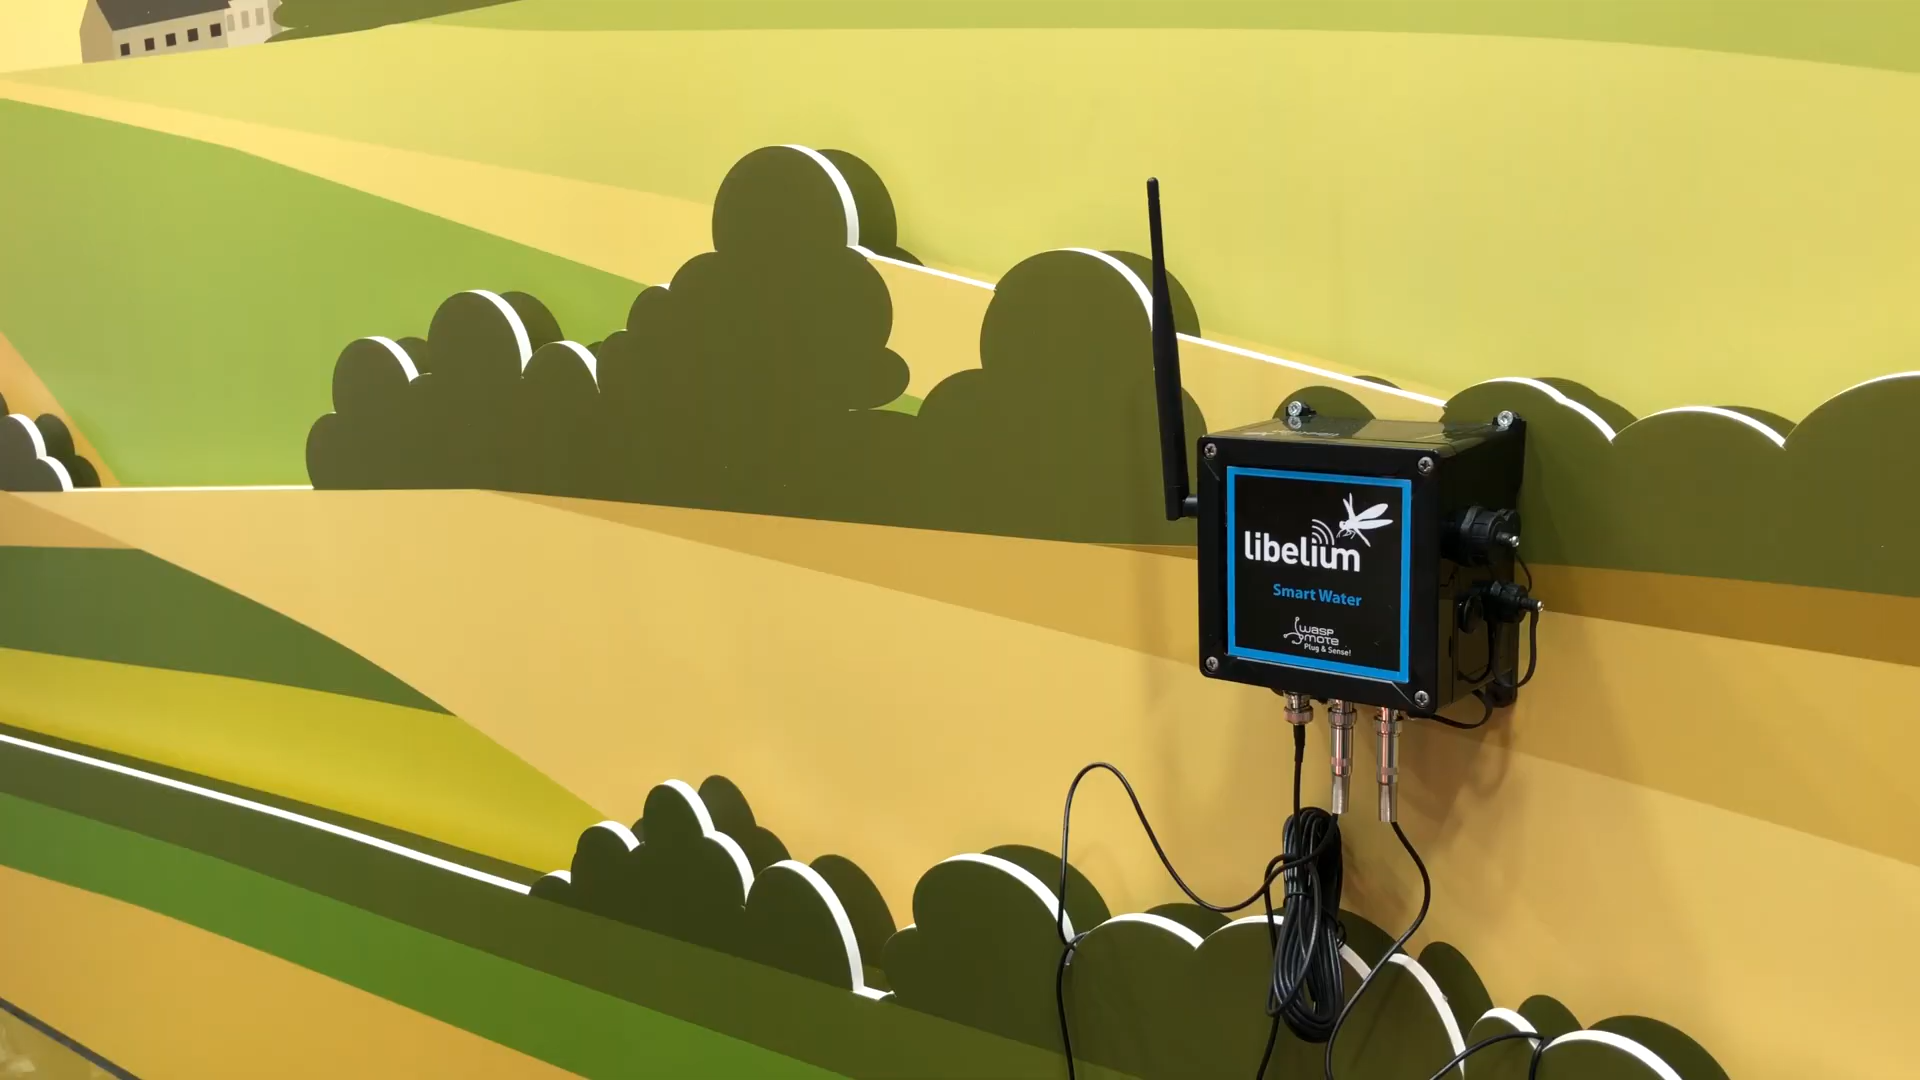 libelium
Smart Water
wasp
mote
Plug & Sense!